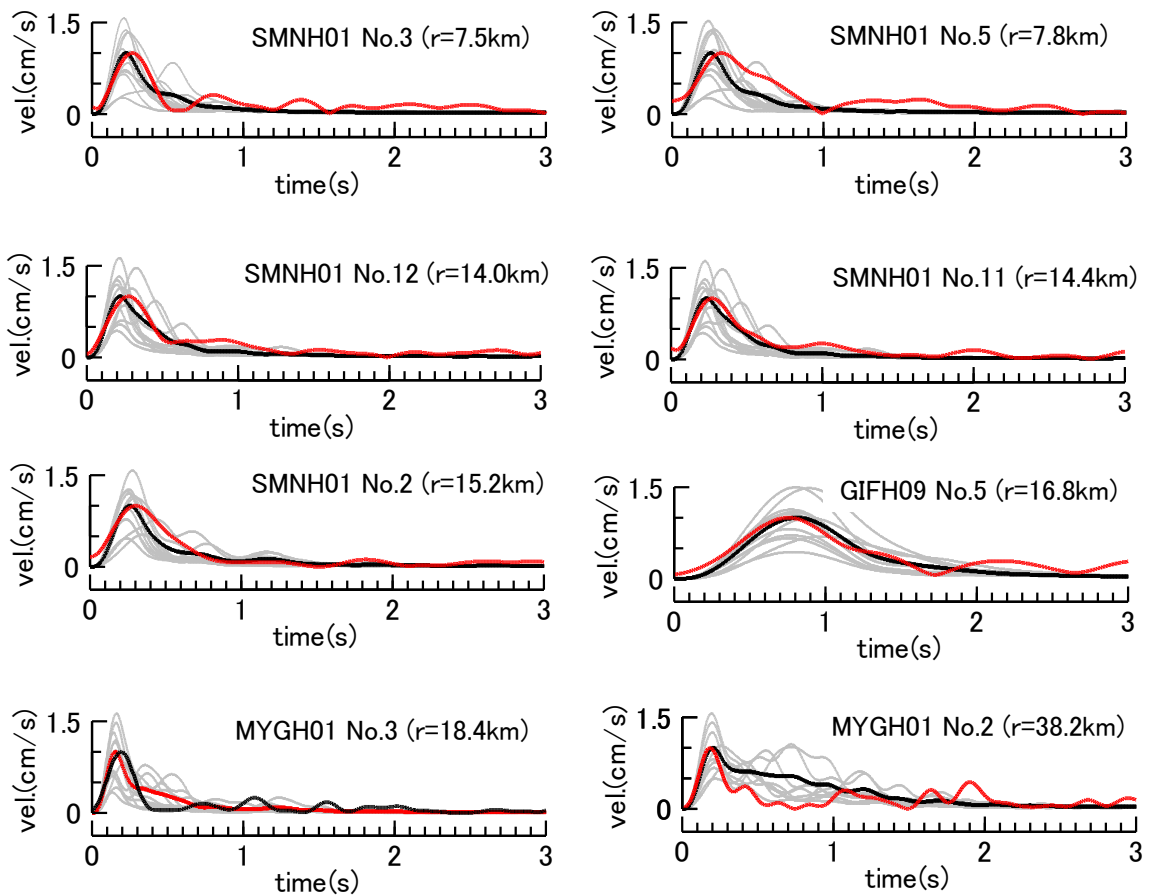 SMNH01 No.3 (r=7.5km)
vel.(cm/s)
1.5
0
0 1 2 3
time(s)
SMNH01 No.5 (r=7.8km)
vel.(cm/s)
1.5
0
0 1 2 3
time(s)
SMNH01 No.12 (r=14.0km)
vel.(cm/s)
1.5
0
0 1 2 3
time(s)
SMNH01 No.11 (r=14.4km)
vel.(cm/s)
1.5
0
0 1 2 3
time(s)
SMNH01 No.2 (r=15.2km)
vel.(cm/s)
1.5
0
0 1 2 3
time(s)
GIFH09 No.5 (r=16.8km)
vel.(cm/s)
1.5
0
0 1 2 3
time(s)
MYGH01 No.3 (r=18.4km)
vel.(cm/s)
1.5
0
0 1 2 3
time(s)
MYGH01 No.2 (r=38.2km)
vel.(cm/s)
1.5
0
0 1 2 3
time(s)